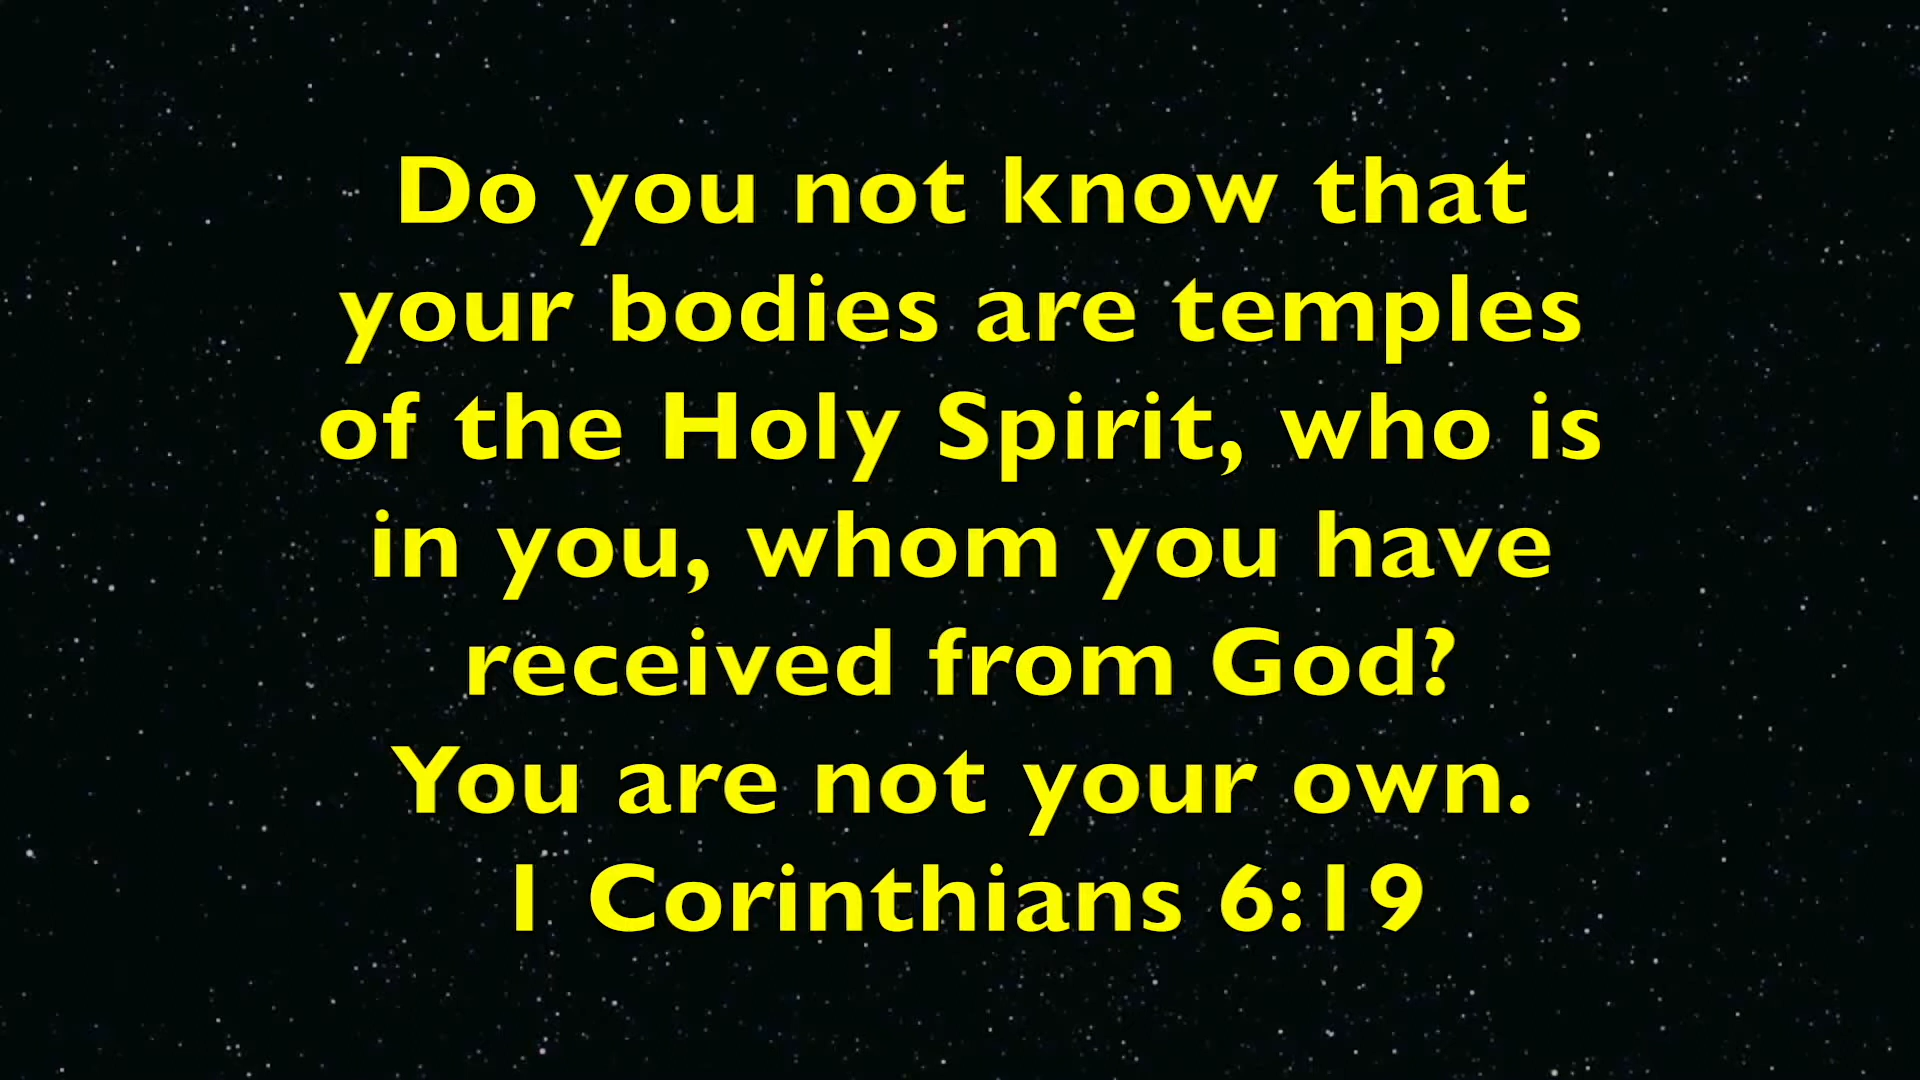 Do you not know that
your bodies are temples
of the Holy Spirit, who is
in you, whom you have
received from God?
You are not your own.
1 Corinthians 6:19